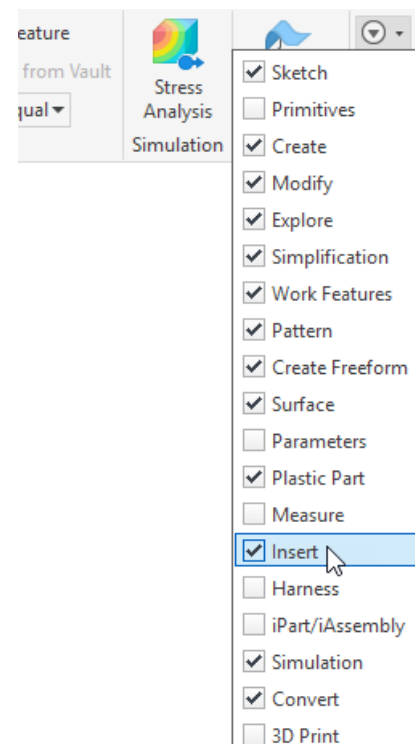 eature
from Vault
qual
Stress
Analysis
Simulation
Sketch
Primitives
Create
Modify
Explore
Simplification
Work Features
Pattern
Create Freeform
Surface
Parameters
Plastic Part
Measure
Insert
Harness
iPart/iAssembly
Simulation
Convert
3D Print